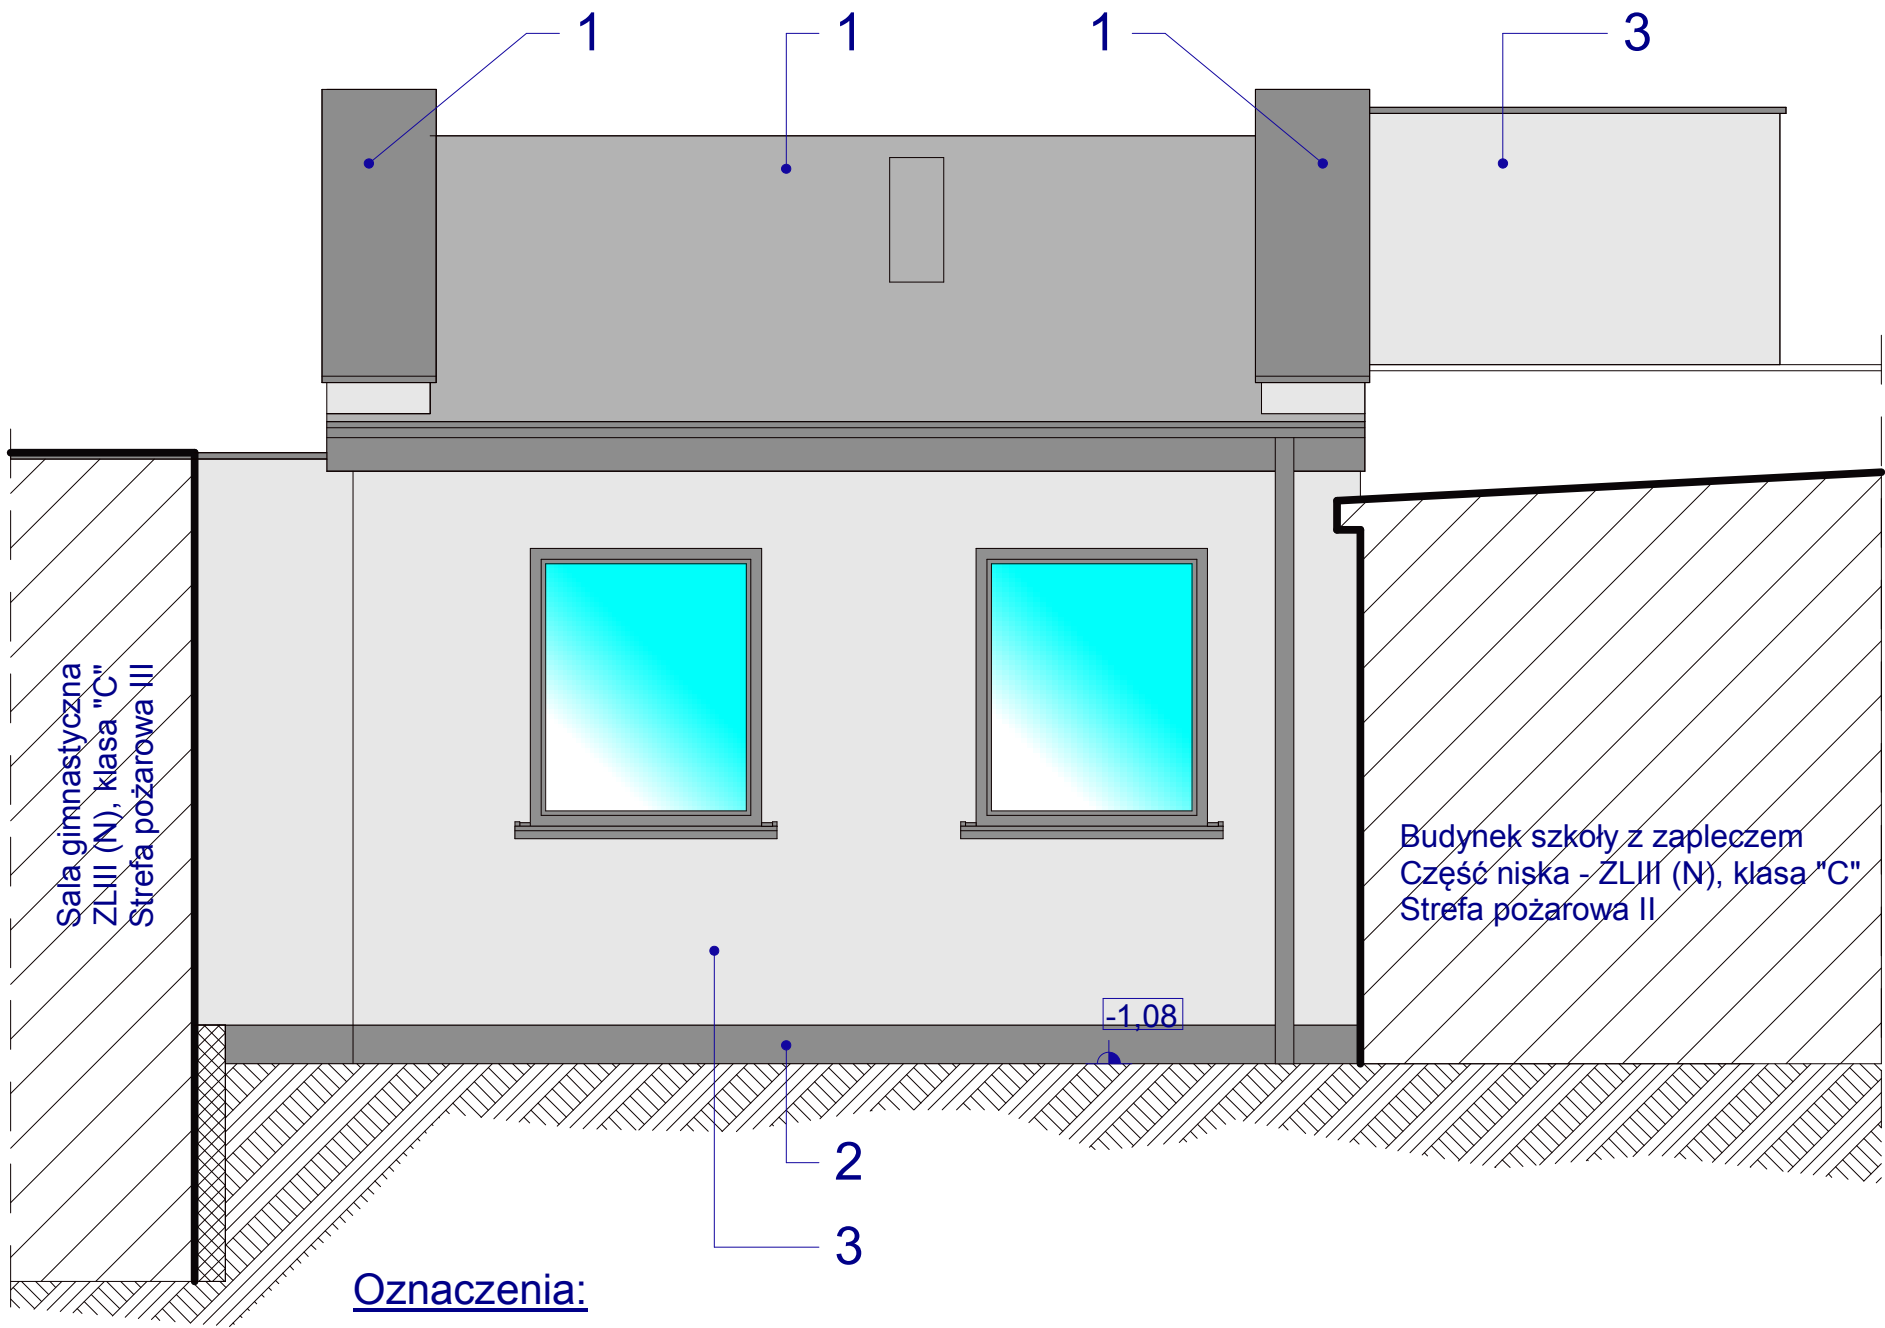 1
1
1
3
Sala gimnastyczna
ZLIII (N), klasa "C"
Strefa pożarowa III
Budynek szkoły z zapleczem
Część niska - ZLIII (N), klasa "C"
Strefa pożarowa II
-1,08
2
3
Oznaczenia: